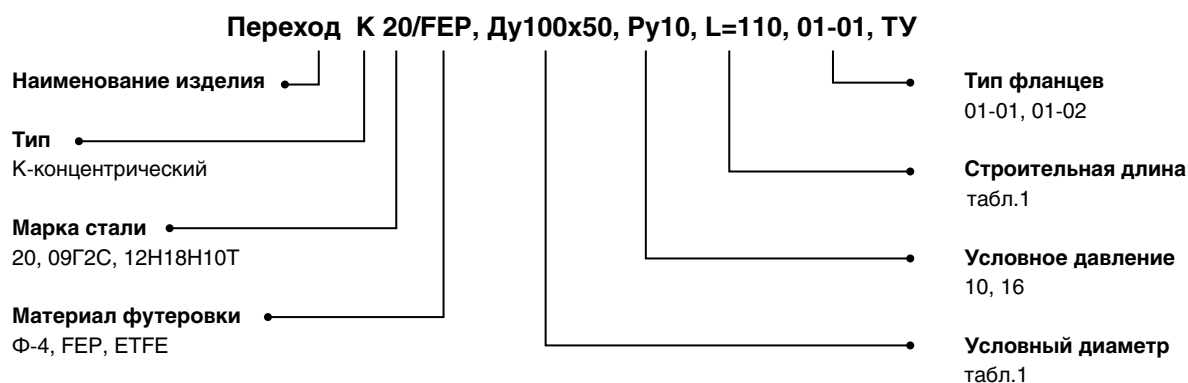 Переход К 20/FEP, Ду100х50, Ру10, L=110, 01-01, ТУ
Наименование изделия
Тип
К-концентрический
Марка стали
20, 09Г2С, 12Н18Н10Т
Материал футеровки
Ф-4, FEP, ETFE
Тип фланцев
01-01, 01-02
Строительная длина
табл.1
Условное давление
10, 16
Условный диаметр
табл.1